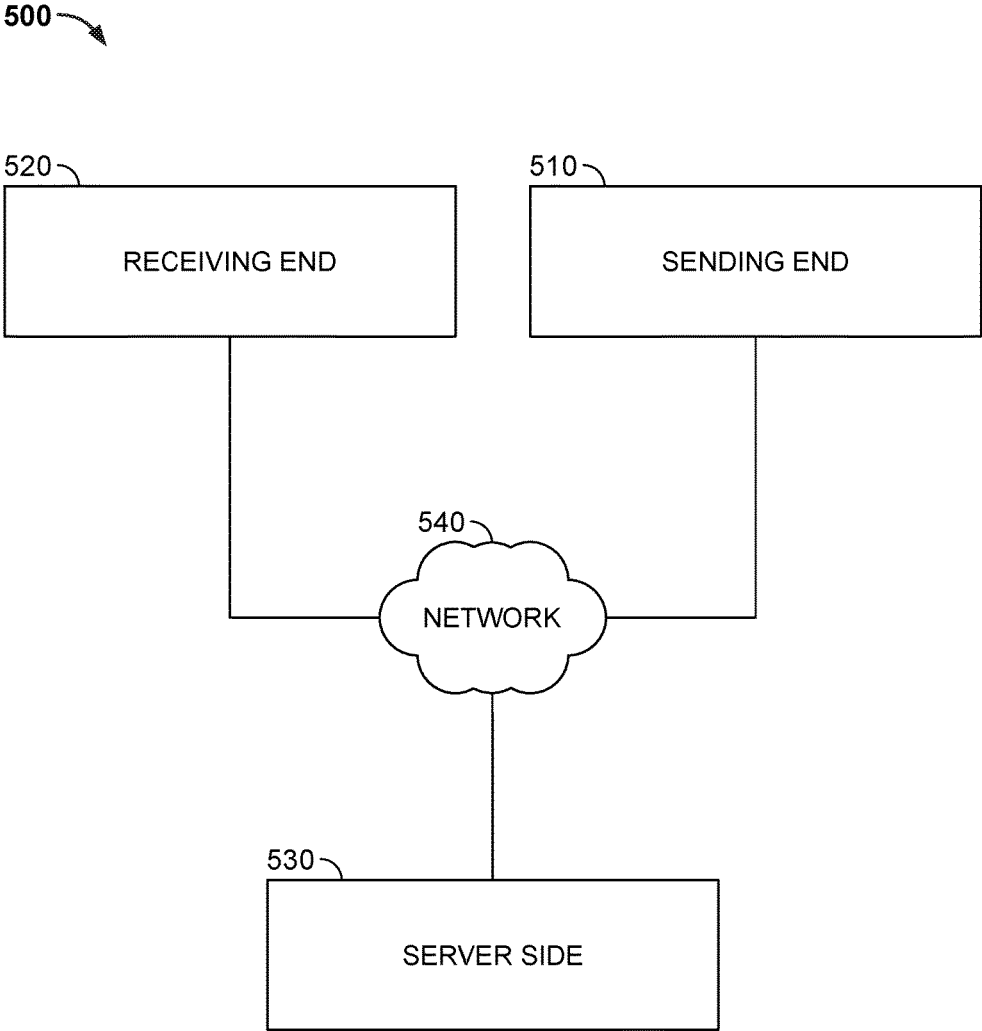 500
520
510
RECEIVING END
SENDING END
540
NETWORK
530
SERVER SIDE